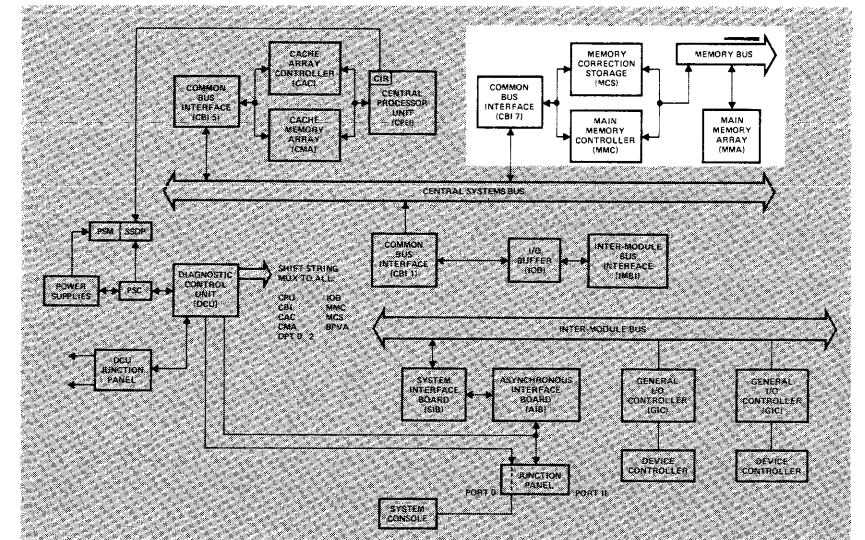 CACHE
ARRAY
CONTROLLER
(CAC)
COMMON
BUS
INTERFACE
(CBI 5)
CACHE
MEMORY
ARRAY
(CMA)
CIR
CENTRAL
PROCESSOR
UNIT
(CPU)
COMMON
BUS
INTERFACE
(CBI 7)
MEMORY
CORRECTION
STORAGE
(MCS)
MAIN
MEMORY
CONTROLLER
(MMC)
MEMORY BUS
MAIN
MEMORY
ARRAY
(MMA)
CENTRAL SYSTEMS BUS
PSM SSDP
POWER
SUPPLIES
PSC
DIAGNOSTIC
CONTROL
UNIT
(DCU)
SHIFT STRING
MUX TO ALL:
CPU IOB
CBI MMC
CAC MCS
CMA BPVA
OPT 0, 2
COMMON
BUS
INTERFACE
(CBI 1)
I/O
BUFFER
(IOB)
INTER-MODULE
BUS
INTERFACE
(IMBI)
INTER-MODULE BUS
DCU
JUNCTION
PANEL
SYSTEM
INTERFACE
BOARD
(SIB)
ASYNCHRONOUS
INTERFACE
BOARD
(AIB)
GENERAL
I/O
CONTROLLER
(GIC)
GENERAL
I/O
CONTROLLER
(GIC)
DEVICE
CONTROLLER
DEVICE
CONTROLLER
JUNCTION
PANEL
PORT 0
PORT II
SYSTEM
CONSOLE